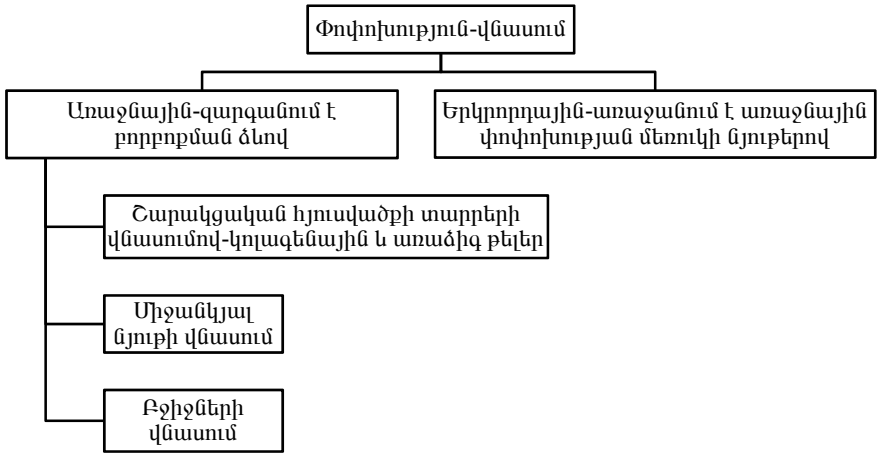 Փոփոխություն-վնասում
Առաջնային-զարգանում է
բորբոքման ձևով
Երկրորդային-առաջանում է առաջնային
փոփոխության մեռուկի նյութերով
Շարակցական հյուսվածքի տարրերի
վնասումով-կոլագենային և առաձիգ թելեր
Միջանկյալ
նյութի վնասում
Բջիջների
վնասում